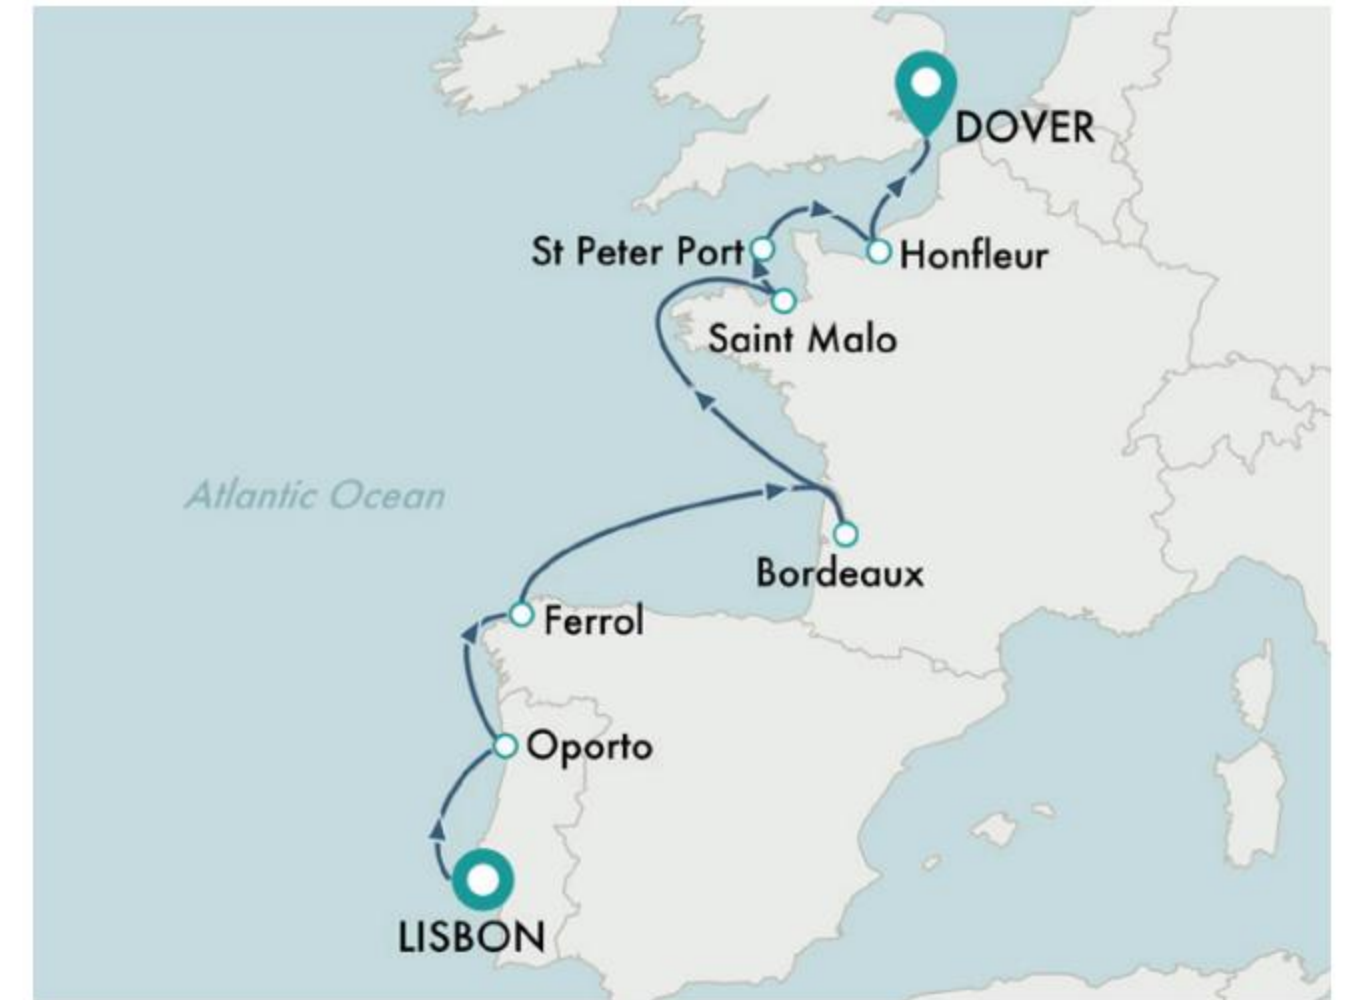 DOVER
St Peter Port
Honfleur
Saint Malo
Atlantic Ocean
Bordeaux
Ferrol
Oporto
LISBON